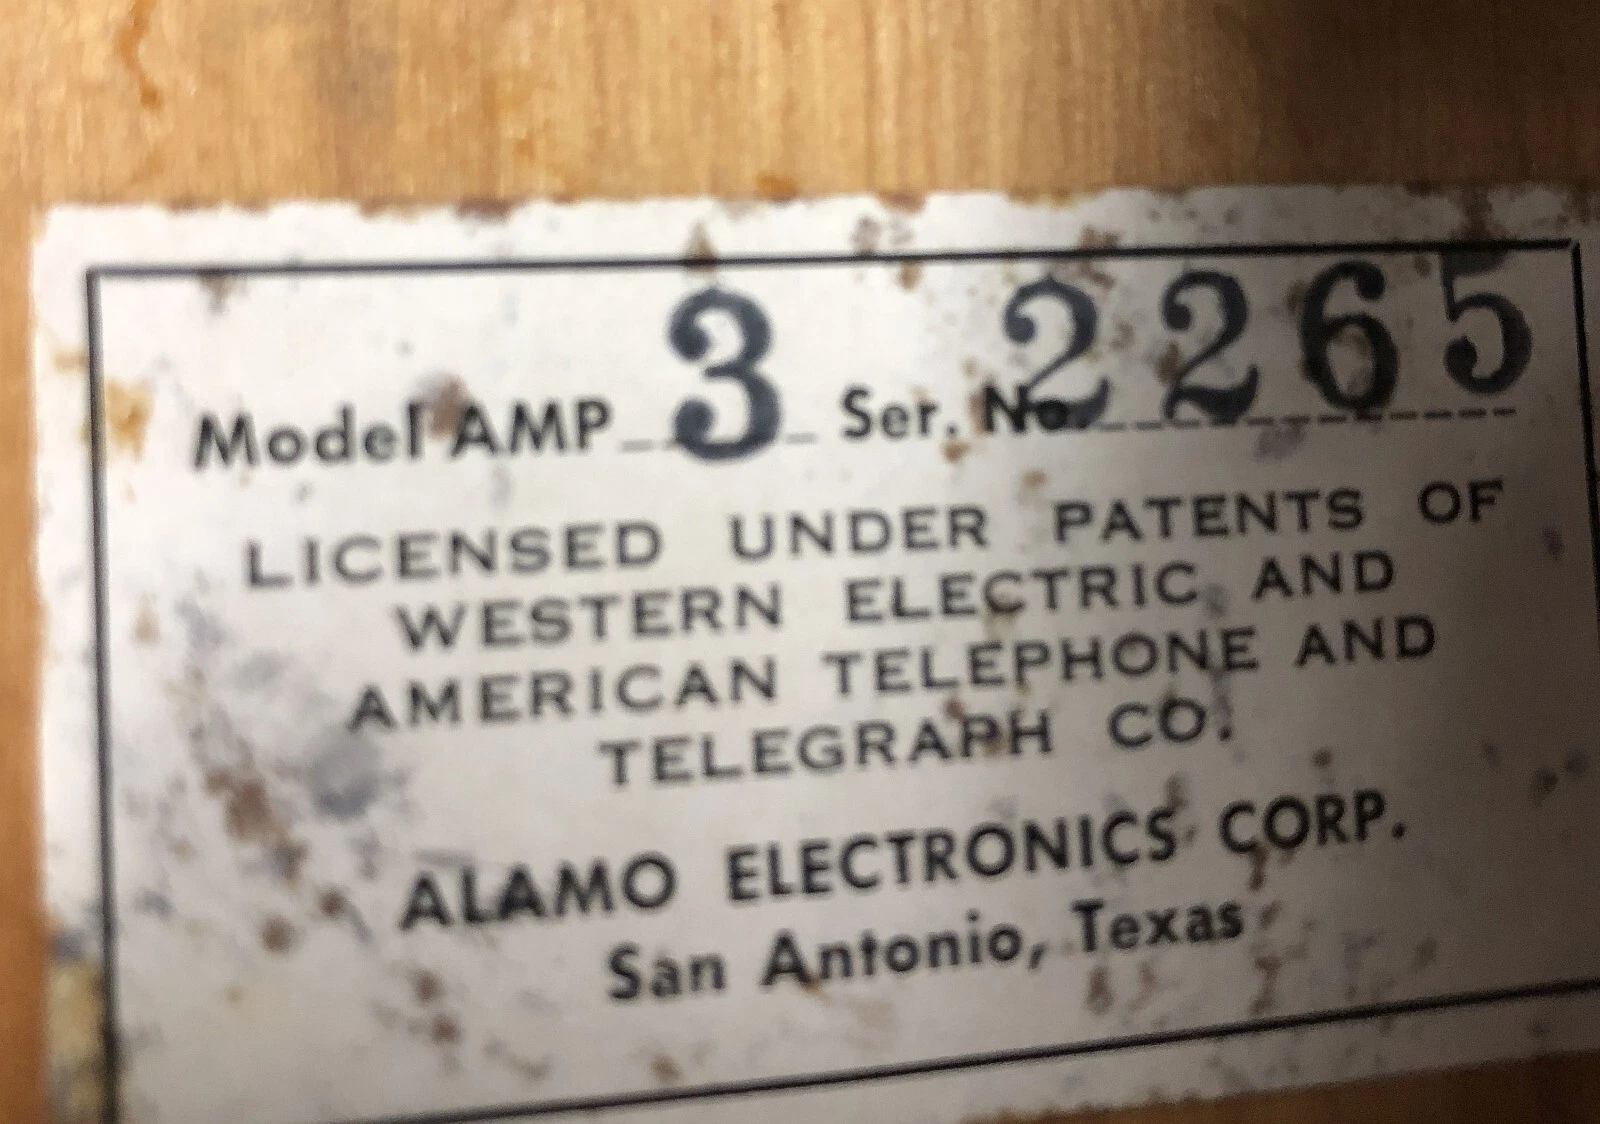 Model AMP 3 Ser. No. 2265
LICENSED UNDER PATENTS OF
WESTERN ELECTRIC AND
AMERICAN TELEPHONE AND
TELEGRAPH CO.
ALAMO ELECTRONICS CORP.
San Antonio, Texas